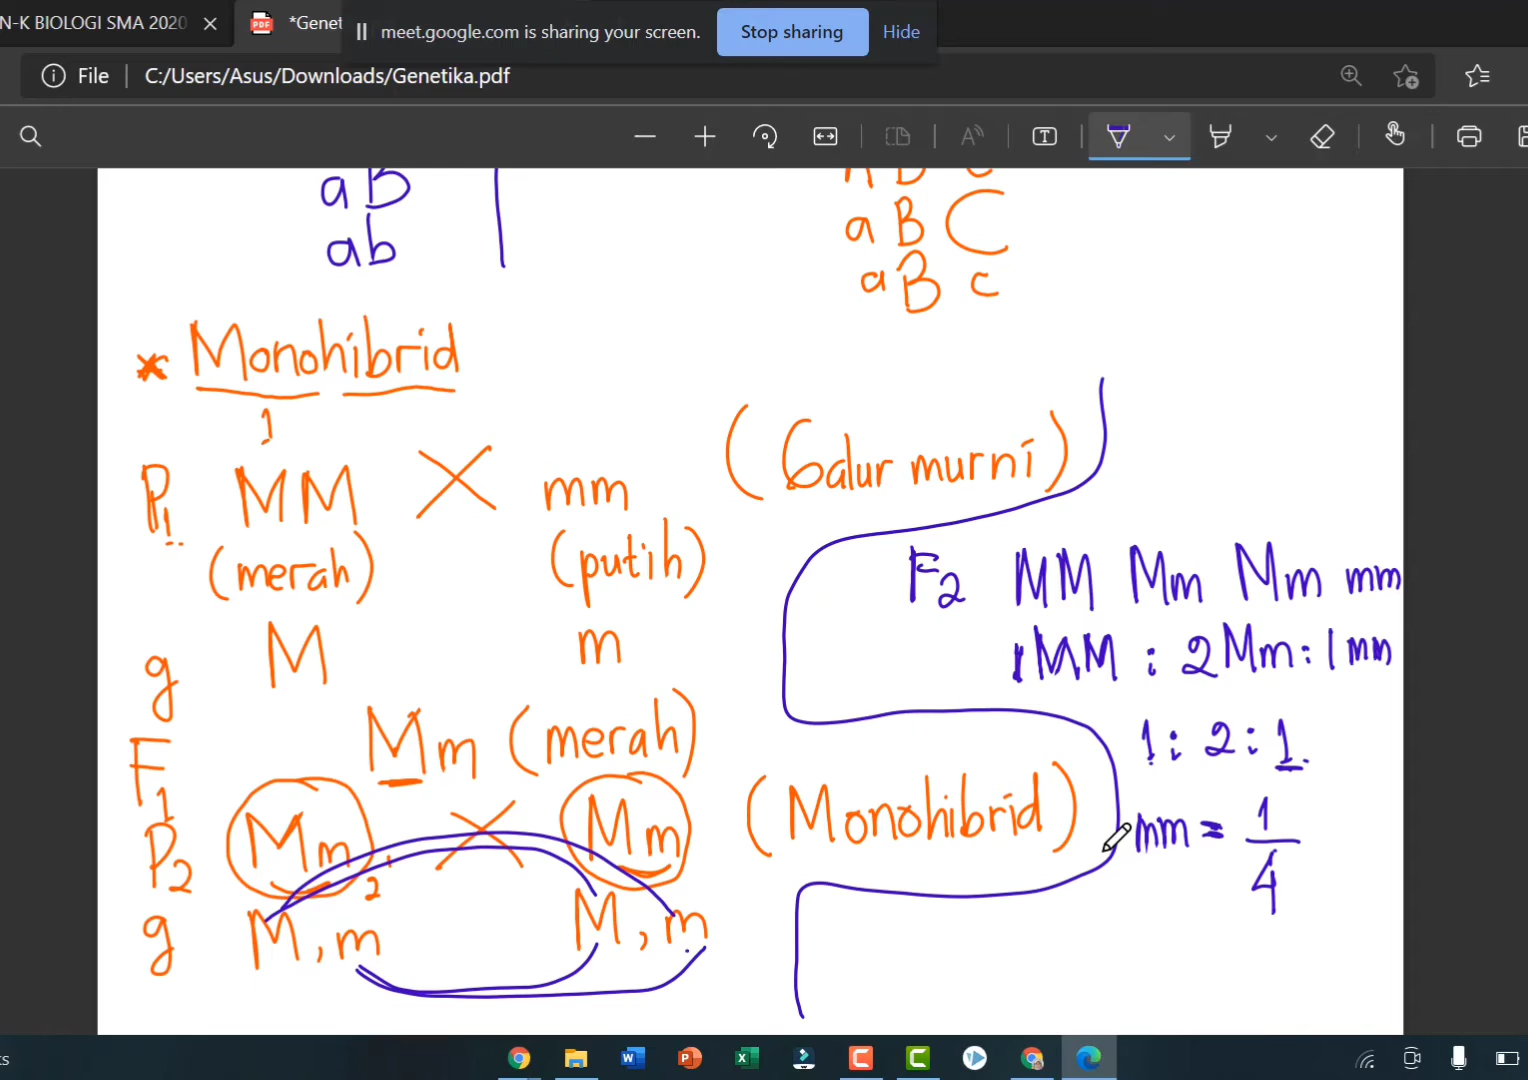 N-K BIOLOGI SMA 2020
*Genet
meet.google.com is sharing your screen.
Stop sharing
Hide
File
C:/Users/Asus/Downloads/Genetika.pdf
aB
ab
a B C
a B c
* Monohibrid
1
P1 MM X mm
(Galur murni)
(merah) (putih)
g M m
F1 Mm (merah)
P2 Mm X Mm
(Monohibrid)
2
g M, m M, m
F2 MM Mm Mm mm
1MM : 2Mm : 1mm
1 : 2 : 1
mm = 1/4